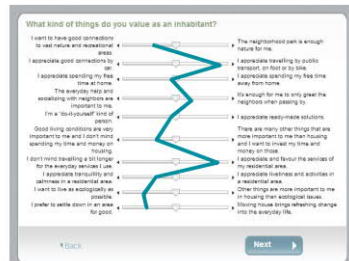 What kind of things do you value as an inhabitant?
I want to have good connections
to vast nature and recreational
areas.
The neighborhood park is enough
nature for me.
I appreciate good connections by
car.
I appreciate travelling by public
transport, on foot or by bike.
I appreciate spending my free
time at home.
I appreciate spending my free time
away from home.
The everyday help and
socializing with neighbors are
important to me.
It's enough for me to only greet the
neighbors when passing by.
I'm a "do-it-yourself" kind of
person.
I appreciate ready-made solutions.
Good living conditions are very
important to me and I don't mind
spending my time and money on
housing.
There are many other things that are
more important to me than housing
and I want to invest my time and
money on those.
I don't mind travelling a bit longer
for the everyday services I use.
I appreciate and favour the services of
my residential area.
I appreciate tranquility and
calmness in a residential area.
I appreciate liveliness and activities in
a residential area.
I want to live as ecologically as
possible.
Other things are more important to me
in housing than ecological issues.
I prefer to settle down in an area
for good.
Moving house brings refreshing change
into the everyday life.
Back
Next